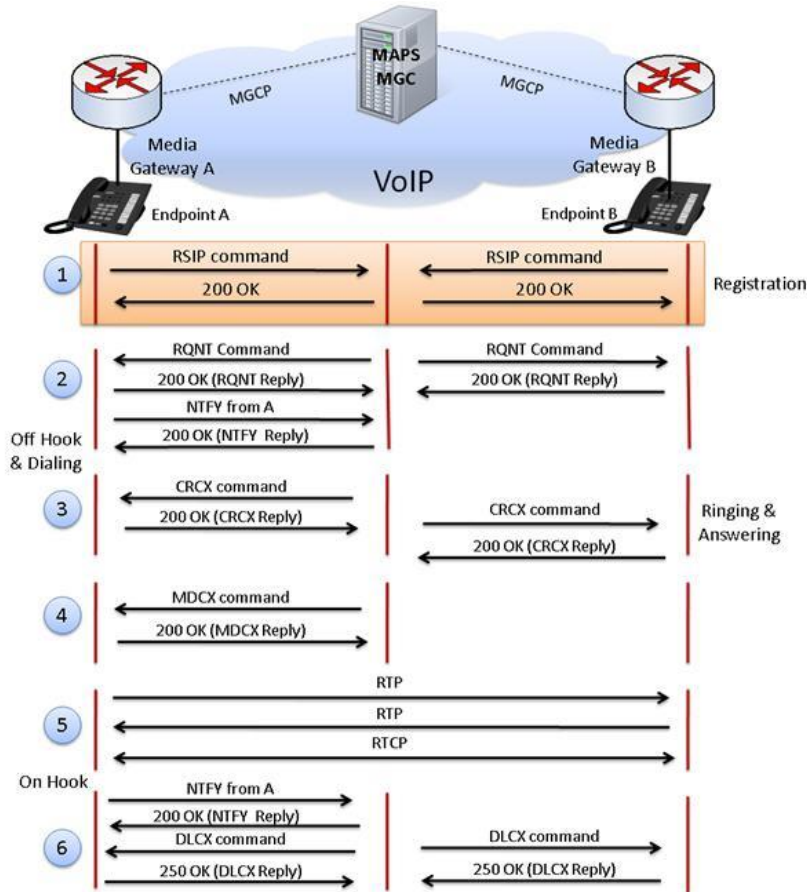 MAPS
MGC
MGCP
MGCP
Media
Gateway A
Media
Gateway B
VoIP
Endpoint A
Endpoint B
1
RSIP command
RSIP command
200 OK
200 OK
Registration
2
RQNT Command
RQNT Command
200 OK (RQNT Reply)
200 OK (RQNT Reply)
NTFY from A
200 OK (NTFY Reply)
Off Hook
& Dialing
3
CRCX command
200 OK (CRCX Reply)
CRCX command
200 OK (CRCX Reply)
Ringing &
Answering
4
MDCX command
200 OK (MDCX Reply)
5
RTP
RTP
RTCP
On Hook
NTFY from A
200 OK (NTFY Reply)
6
DLCX command
DLCX command
250 OK (DLCX Reply)
250 OK (DLCX Reply)